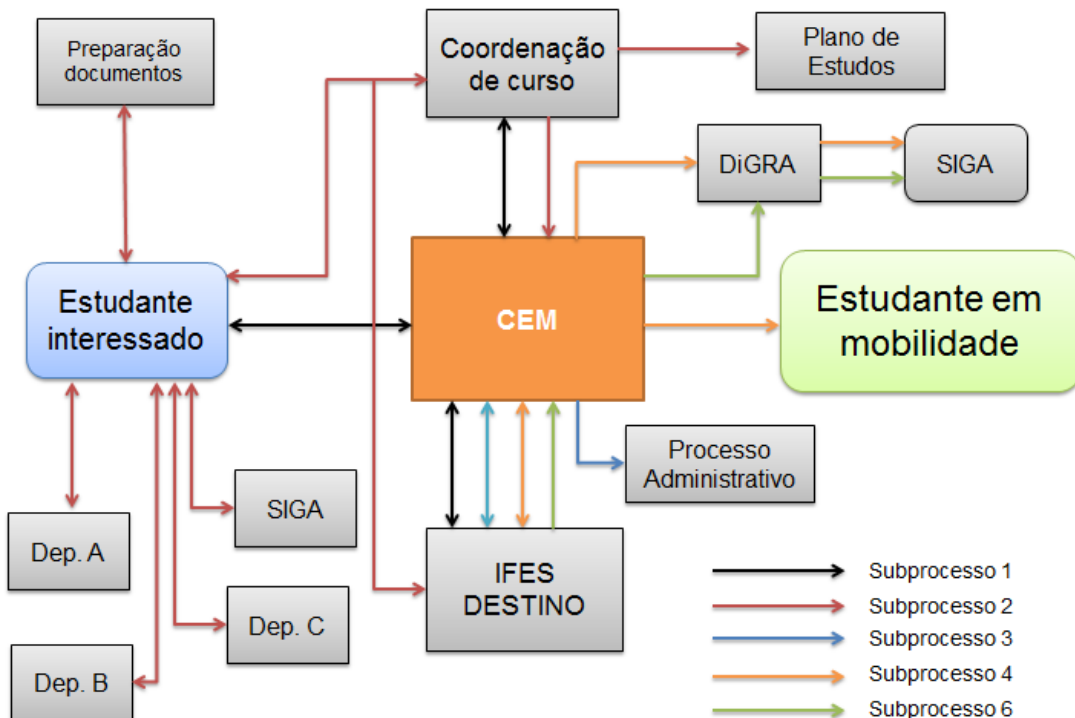 Preparação
documentos
Coordenação
de curso
Plano de
Estudos
DiGRA
SIGA
Estudante
interessado
CEM
Estudante em
mobilidade
Processo
Administrativo
SIGA
Dep. A
IFES
DESTINO
Dep. C
Dep. B
Subprocesso 1
Subprocesso 2
Subprocesso 3
Subprocesso 4
Subprocesso 6